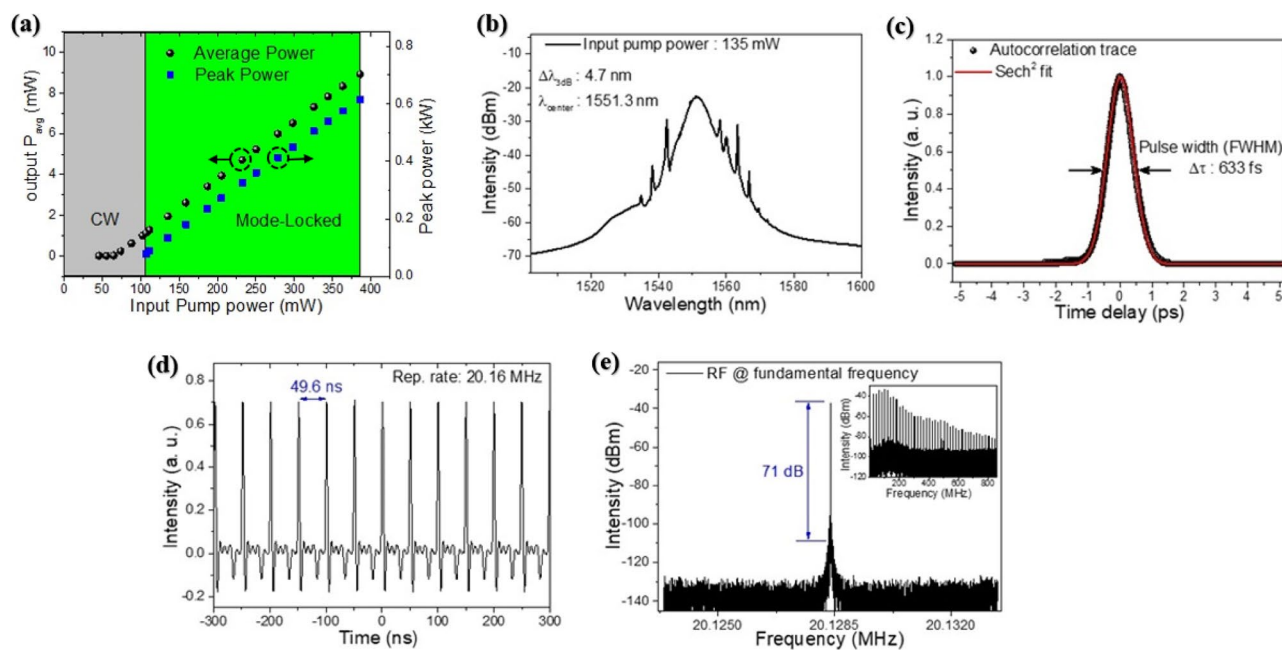 (a)
11
10
8
6
4
2
0
output P_avg (mW)
Average Power
Peak Power
CW
Mode-Locked
0.8
0.6
0.4
0.2
0.0
Peak power (kW)
0 50 100 150 200 250 300 350 400
Input Pump power (mW)
(b)
-10
-20
-30
-40
-50
-60
-70
Intensity (dBm)
Input pump power : 135 mW
Δλ_3dB : 4.7 nm
λ_center : 1551.3 nm
1520 1540 1560 1580 1600
Wavelength (nm)
(c)
1.0
0.8
0.6
0.4
0.2
0.0
Intensity (a. u.)
Autocorrelation trace
Sech² fit
Pulse width (FWHM)
Δτ : 633 fs
-5 -4 -3 -2 -1 0 1 2 3 4 5
Time delay (ps)
(d)
0.8
0.6
0.4
0.2
0.0
Intensity (a. u.)
Rep. rate: 20.16 MHz
49.6 ns
-300 -200 -100 0 100 200 300
Time (ns)
(e)
-20
-40
-60
-80
-100
-120
-140
Intensity (dBm)
RF @ fundamental frequency
71 dB
-40
-60
-80
-100
-120
Intensity (dBm)
200 400 600 800
Frequency (MHz)
20.1250 20.1285 20.1320
Frequency (MHz)